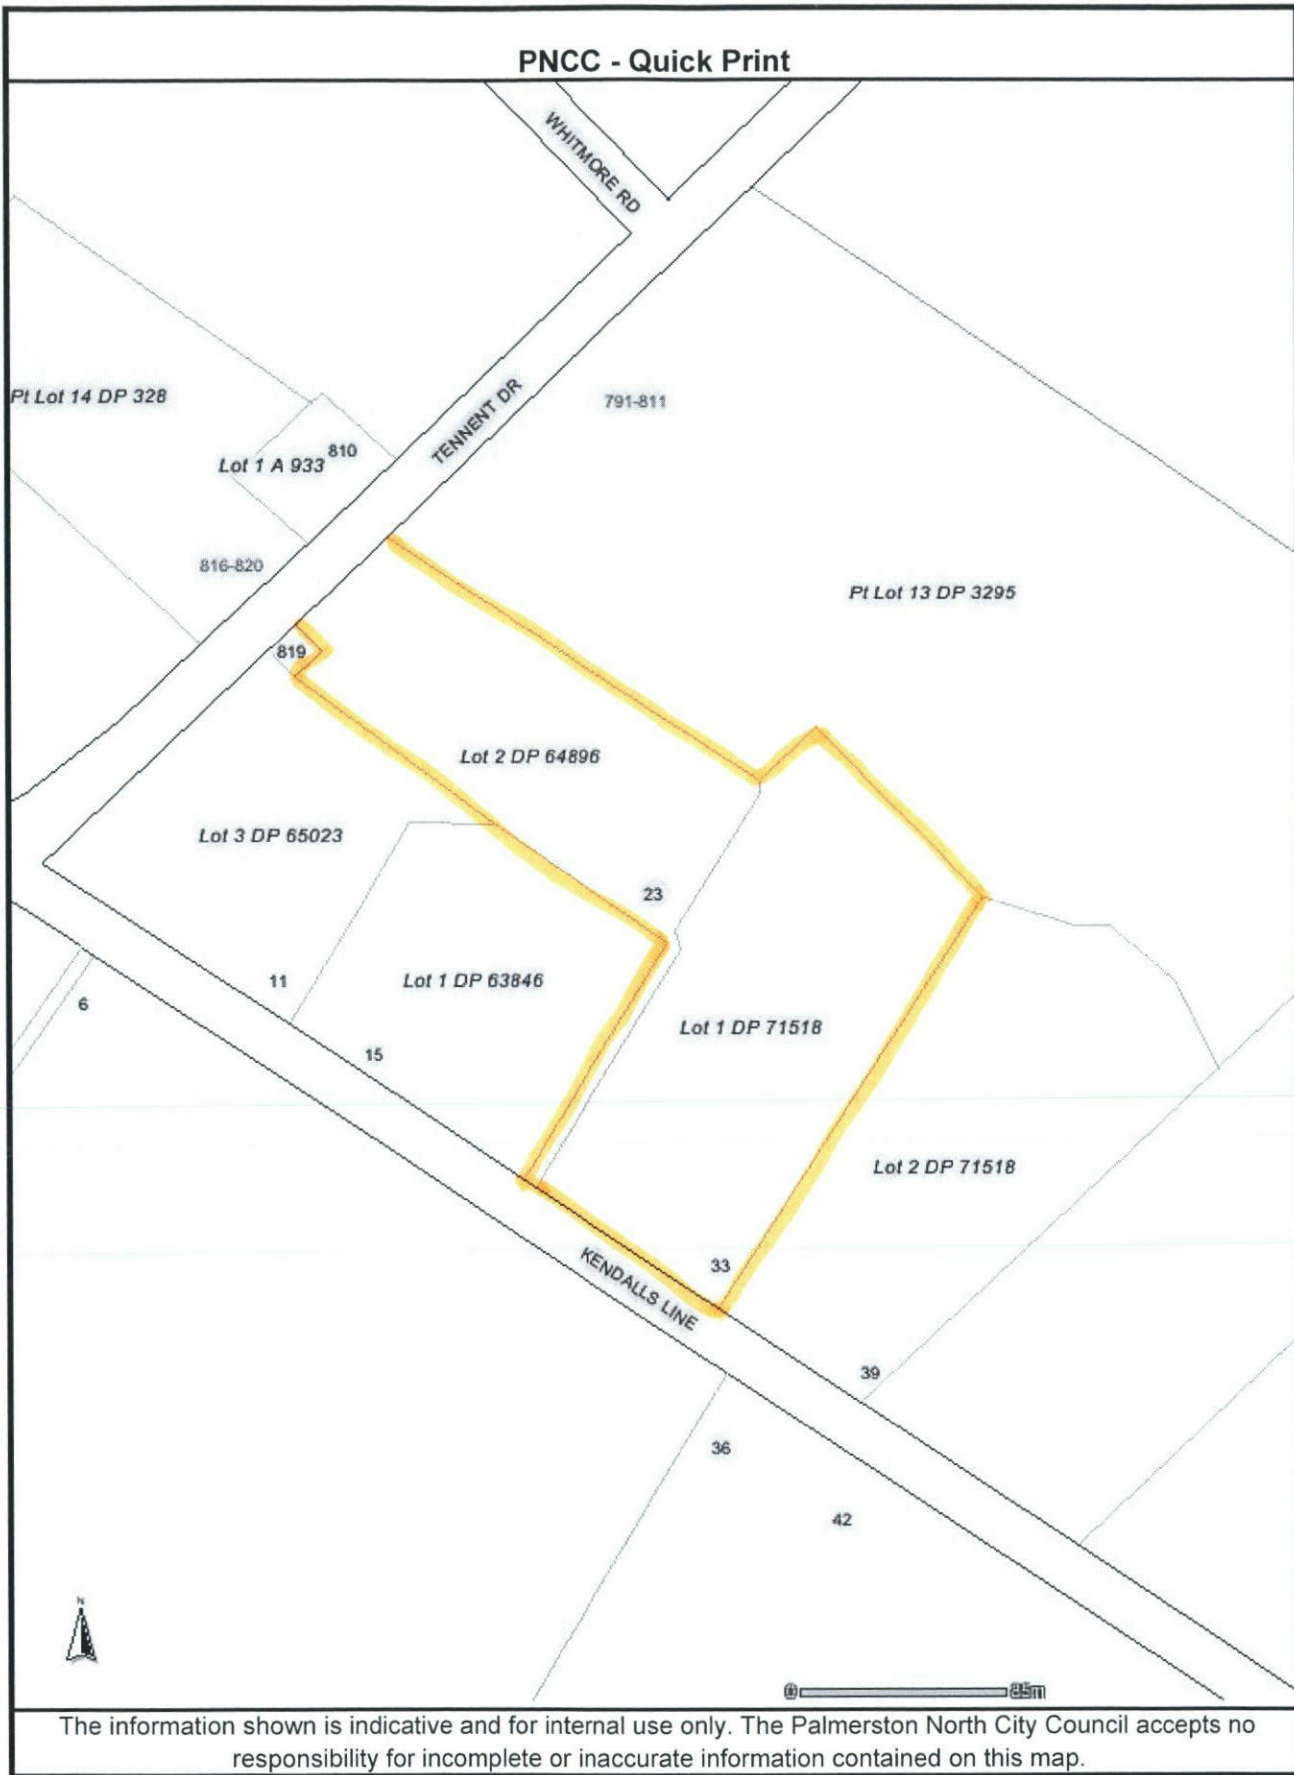 PNCC - Quick Print
WHITMORE RD
Pt Lot 14 DP 328
TENNENT DR
791-811
810
Lot 1 A 933
816-820
Pt Lot 13 DP 3295
819
Lot 2 DP 64896
Lot 3 DP 65023
23
11
Lot 1 DP 63846
6
Lot 1 DP 71518
15
Lot 2 DP 71518
33
KENDALLS LINE
39
36
42
N
0 85m
The information shown is indicative and for internal use only. The Palmerston North City Council accepts no
responsibility for incomplete or inaccurate information contained on this map.